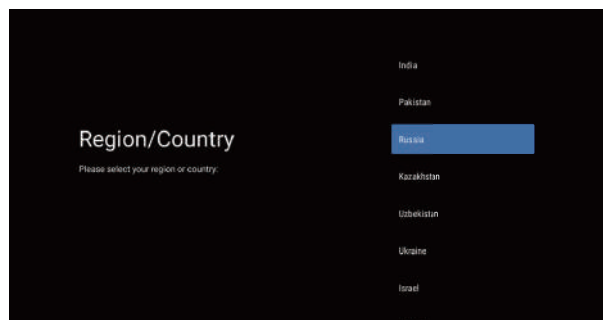 Region/Country
Please select your region or country:
India
Pakistan
Russia
Kazakhstan
Uzbekistan
Ukraine
Israel